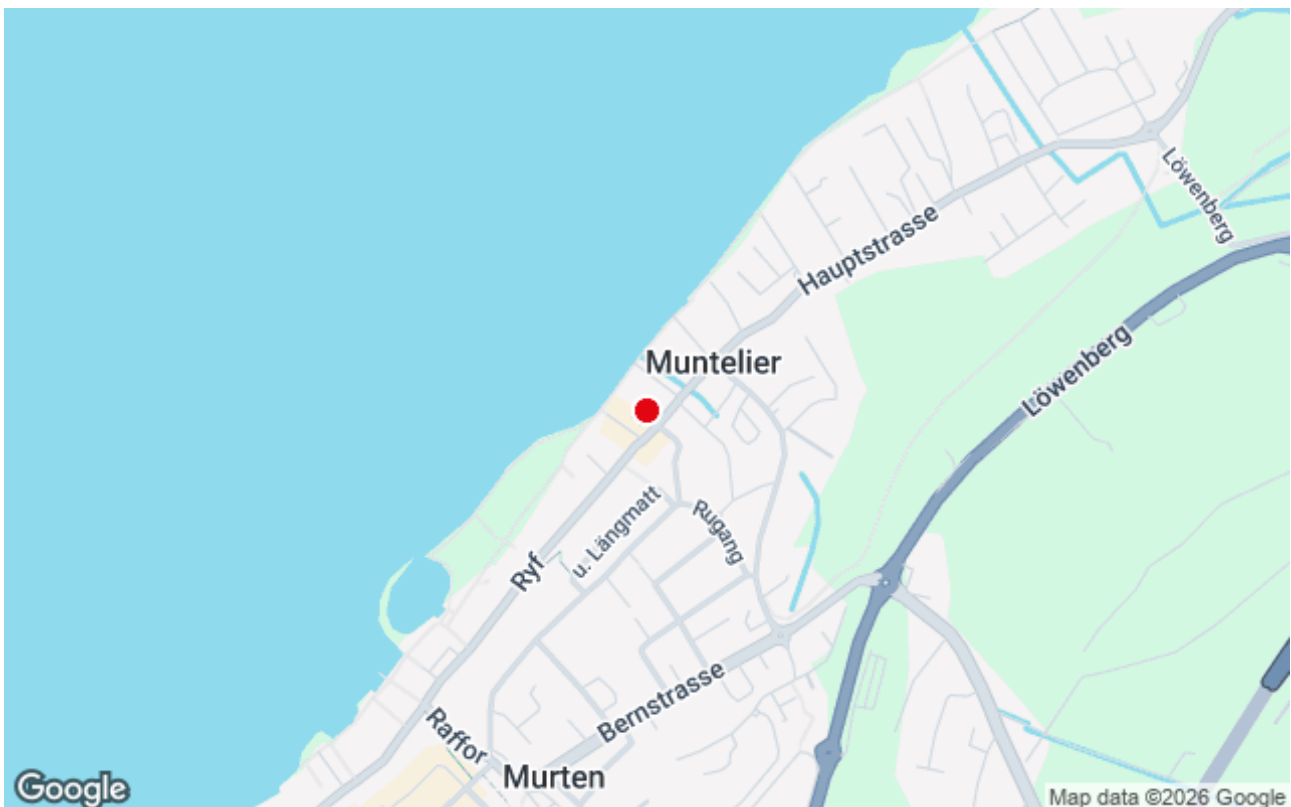 Löwenberg
Hauptstrasse
Muntelier
Löwenberg
Rugang
u. Längmatt
Ryf
Bernstrasse
Raffor
Murten
Google
Map data ©2026 Google